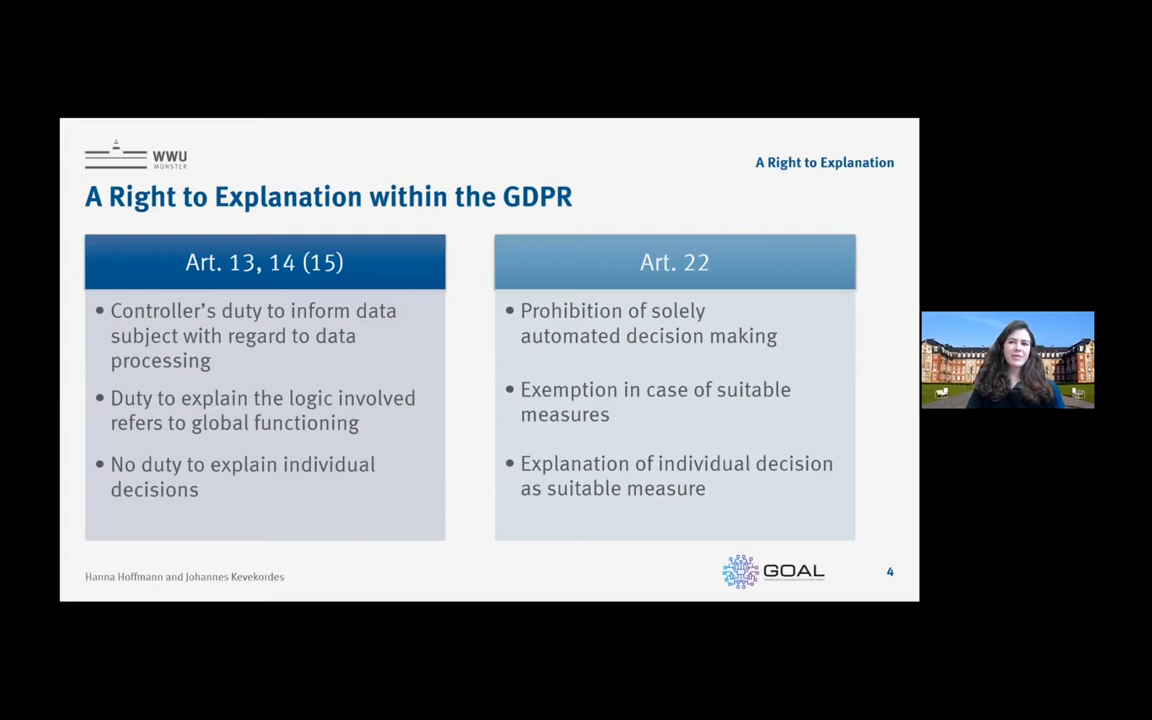 WWU
MÜNSTER
A Right to Explanation
A Right to Explanation within the GDPR
Art. 13, 14 (15)
• Controller's duty to inform data
subject with regard to data
processing
• Duty to explain the logic involved
refers to global functioning
• No duty to explain individual
decisions
Art. 22
• Prohibition of solely
automated decision making
• Exemption in case of suitable
measures
• Explanation of individual decision
as suitable measure
Hanna Hoffmann and Johannes Kevekordes
GOAL
4